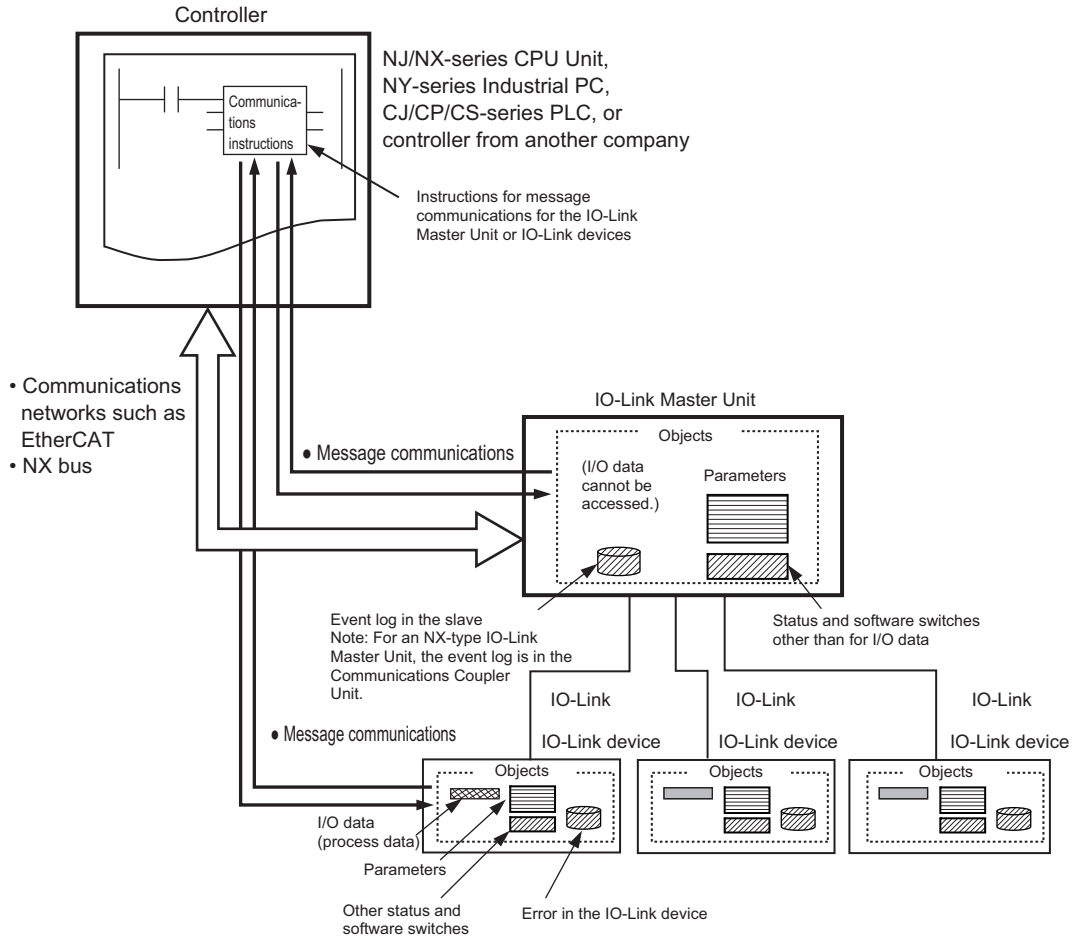 Controller
NJ/NX-series CPU Unit,
NY-series Industrial PC,
CJ/CP/CS-series PLC, or
controller from another company
Communica-
tions
instructions
Instructions for message
communications for the IO-Link
Master Unit or IO-Link devices
• Communications
networks such as
EtherCAT
• NX bus
IO-Link Master Unit
Objects
● Message communications
(I/O data
cannot be
accessed.)
Parameters
Event log in the slave
Note: For an NX-type IO-Link
Master Unit, the event log is in the
Communications Coupler
Unit.
Status and software switches
other than for I/O data
IO-Link
IO-Link
IO-Link
● Message communications
IO-Link device
IO-Link device
IO-Link device
Objects
Objects
Objects
I/O data
(process data)
Parameters
Other status and
software switches
Error in the IO-Link device